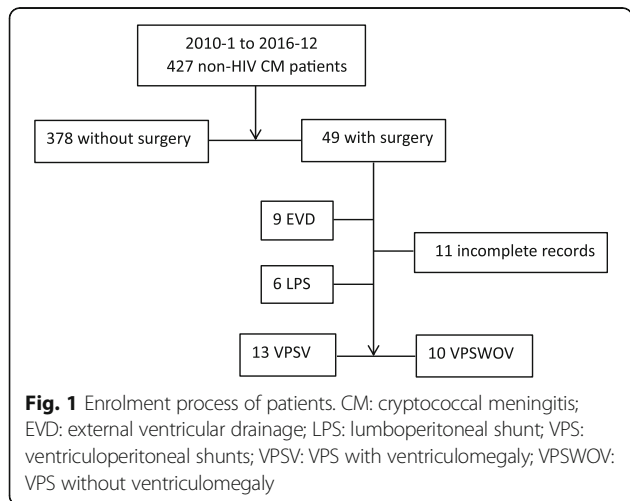 2010-1 to 2016-12
427 non-HIV CM patients
378 without surgery
49 with surgery
9 EVD
11 incomplete records
6 LPS
13 VPSV
10 VPSWOV
Fig. 1 Enrolment process of patients. CM: cryptococcal meningitis;
EVD: external ventricular drainage; LPS: lumboperitoneal shunt; VPS:
ventriculoperitoneal shunts; VPSV: VPS with ventriculomegaly; VPSWOV:
VPS without ventriculomegaly